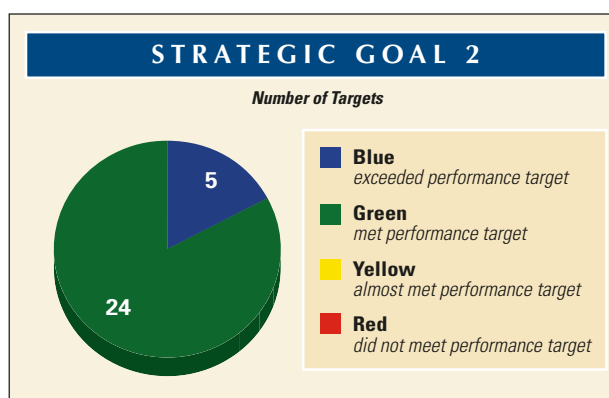 STRATEGIC GOAL 2
Number of Targets
5
24
Blue
exceeded performance target
Green
met performance target
Yellow
almost met performance target
Red
did not meet performance target